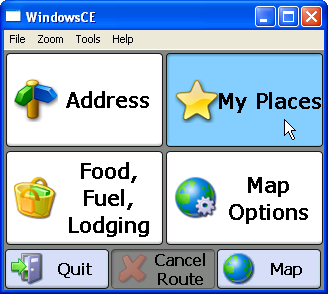 WindowsCE
File Zoom Tools Help
Address
My Places
Food,
Fuel,
Lodging
Map
Options
Quit
Cancel
Route
Map